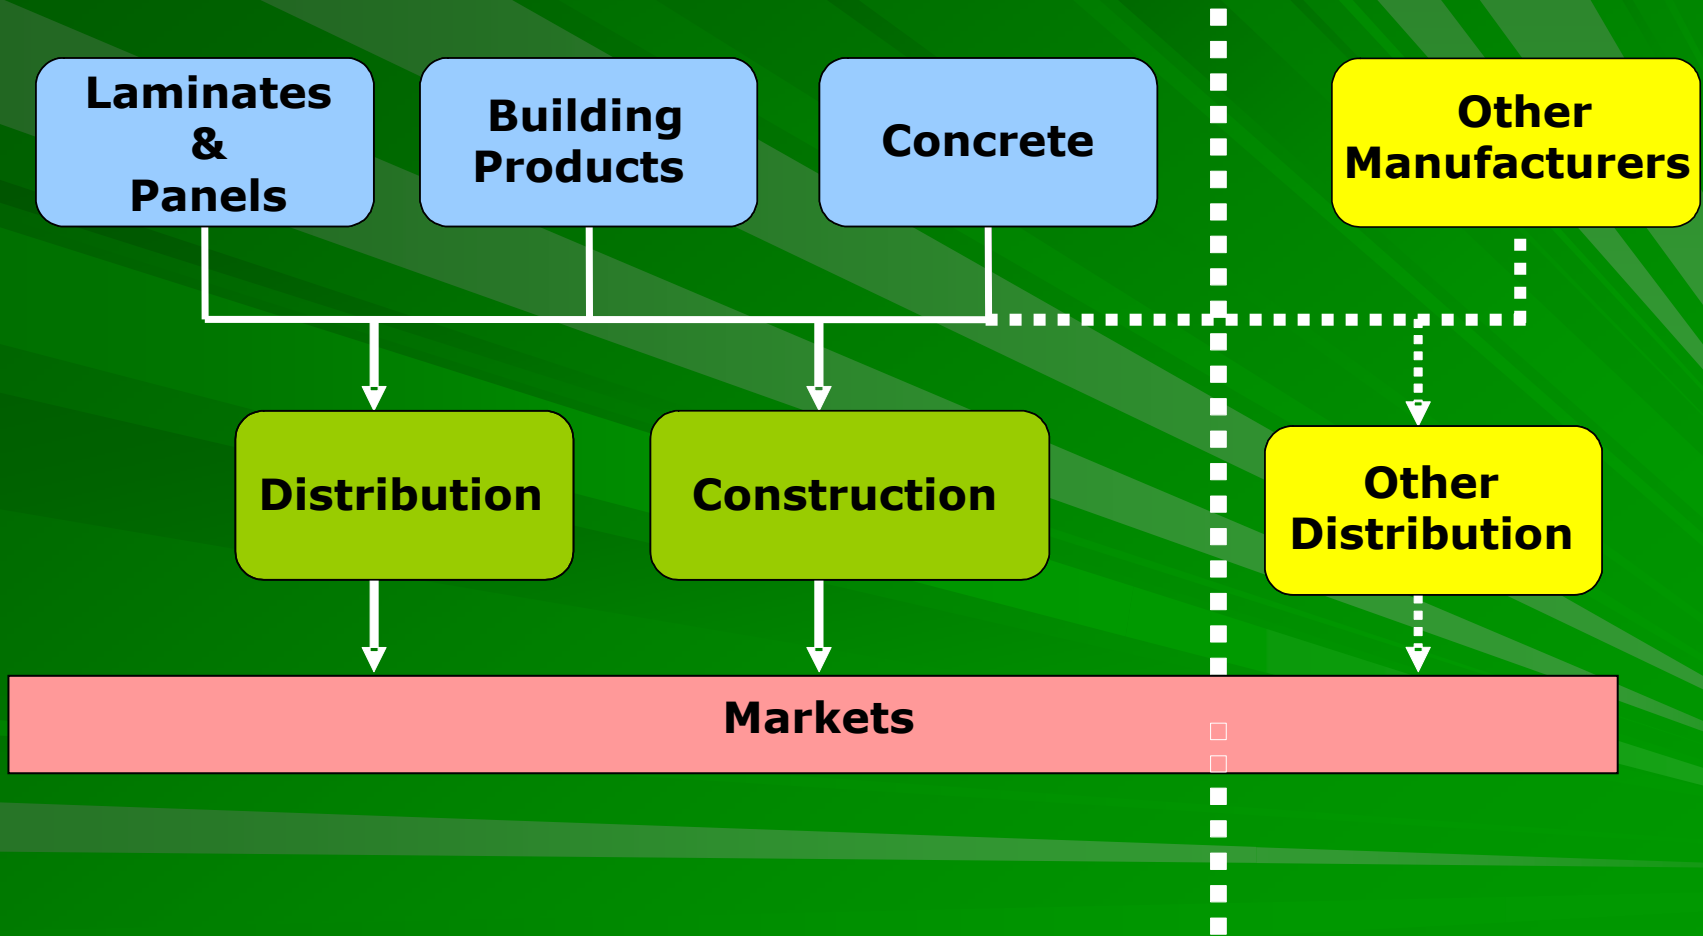 Laminates
&
Panels
Building
Products
Concrete
Other
Manufacturers
Distribution
Construction
Other
Distribution
Markets